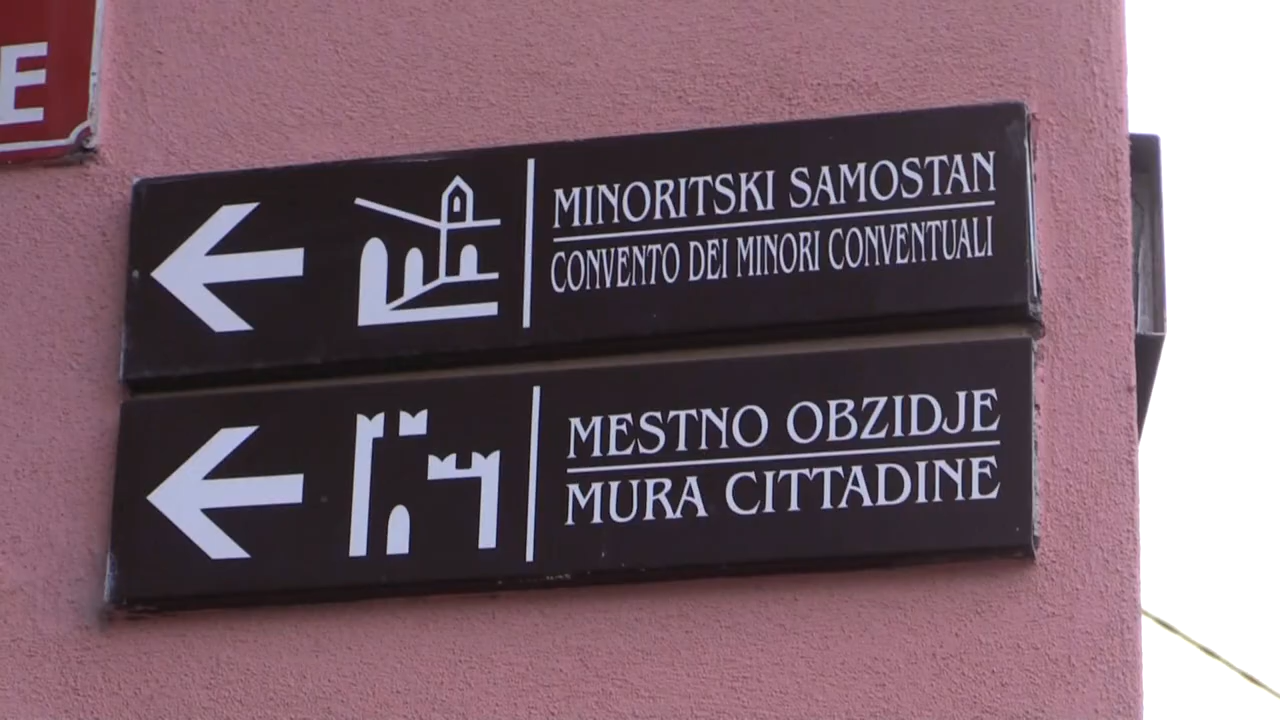 E
MINORITSKI SAMOSTAN
CONVENTO DEI MINORI CONVENTUALI
MESTNO OBZIDJE
MURA CITTADINE